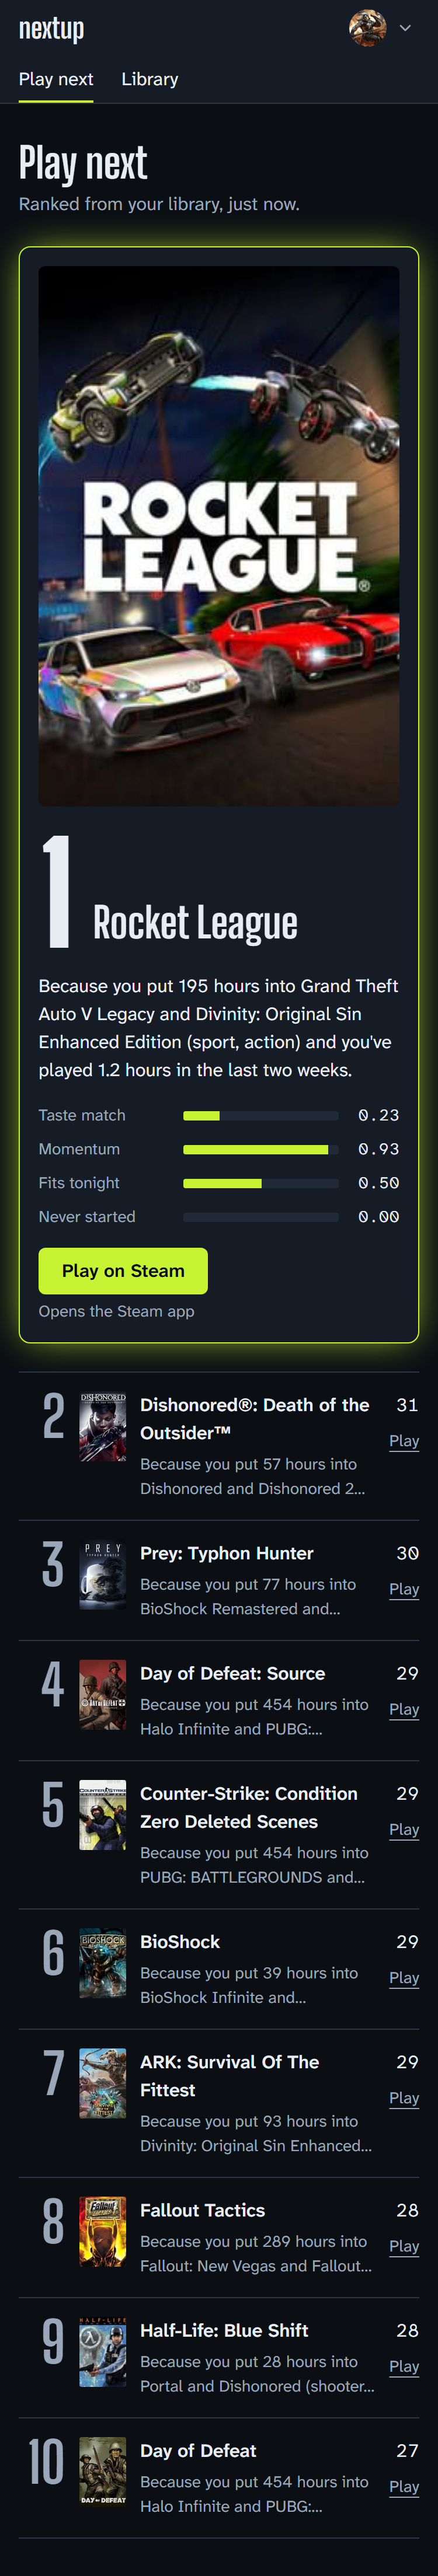 nextup
Play next Library
Play next
Ranked from your library, just now.
ROCKET
LEAGUE®
1 Rocket League
Because you put 195 hours into Grand Theft
Auto V Legacy and Divinity: Original Sin
Enhanced Edition (sport, action) and you've
played 1.2 hours in the last two weeks.
Taste match 0.23
Momentum 0.93
Fits tonight 0.50
Never started 0.00
Play on Steam
Opens the Steam app
2 DISHONORED Dishonored®: Death of the 31
Outsider™
Play
Because you put 57 hours into
Dishonored and Dishonored 2...
3 PREY Prey: Typhon Hunter 30
TYPHON HUNTER
Because you put 77 hours into Play
BioShock Remastered and...
4 Day of Defeat: Source 29
DAY OF DEFEAT
Because you put 454 hours into Play
Halo Infinite and PUBG:...
5 COUNTER-STRIKE Counter-Strike: Condition 29
Zero Deleted Scenes
Play
Because you put 454 hours into
PUBG: BATTLEGROUNDS and...
6 BIOSHOCK BioShock 29
Because you put 39 hours into Play
BioShock Infinite and...
7 ARK: Survival Of The 29
Fittest
Play
Because you put 93 hours into
Divinity: Original Sin Enhanced...
8 Fallout Fallout Tactics 28
Because you put 289 hours into Play
Fallout: New Vegas and Fallout...
9 HALF-LIFE Half-Life: Blue Shift 28
Because you put 28 hours into Play
Portal and Dishonored (shooter...
10 Day of Defeat 27
Because you put 454 hours into Play
Halo Infinite and PUBG:...
DAY OF DEFEAT